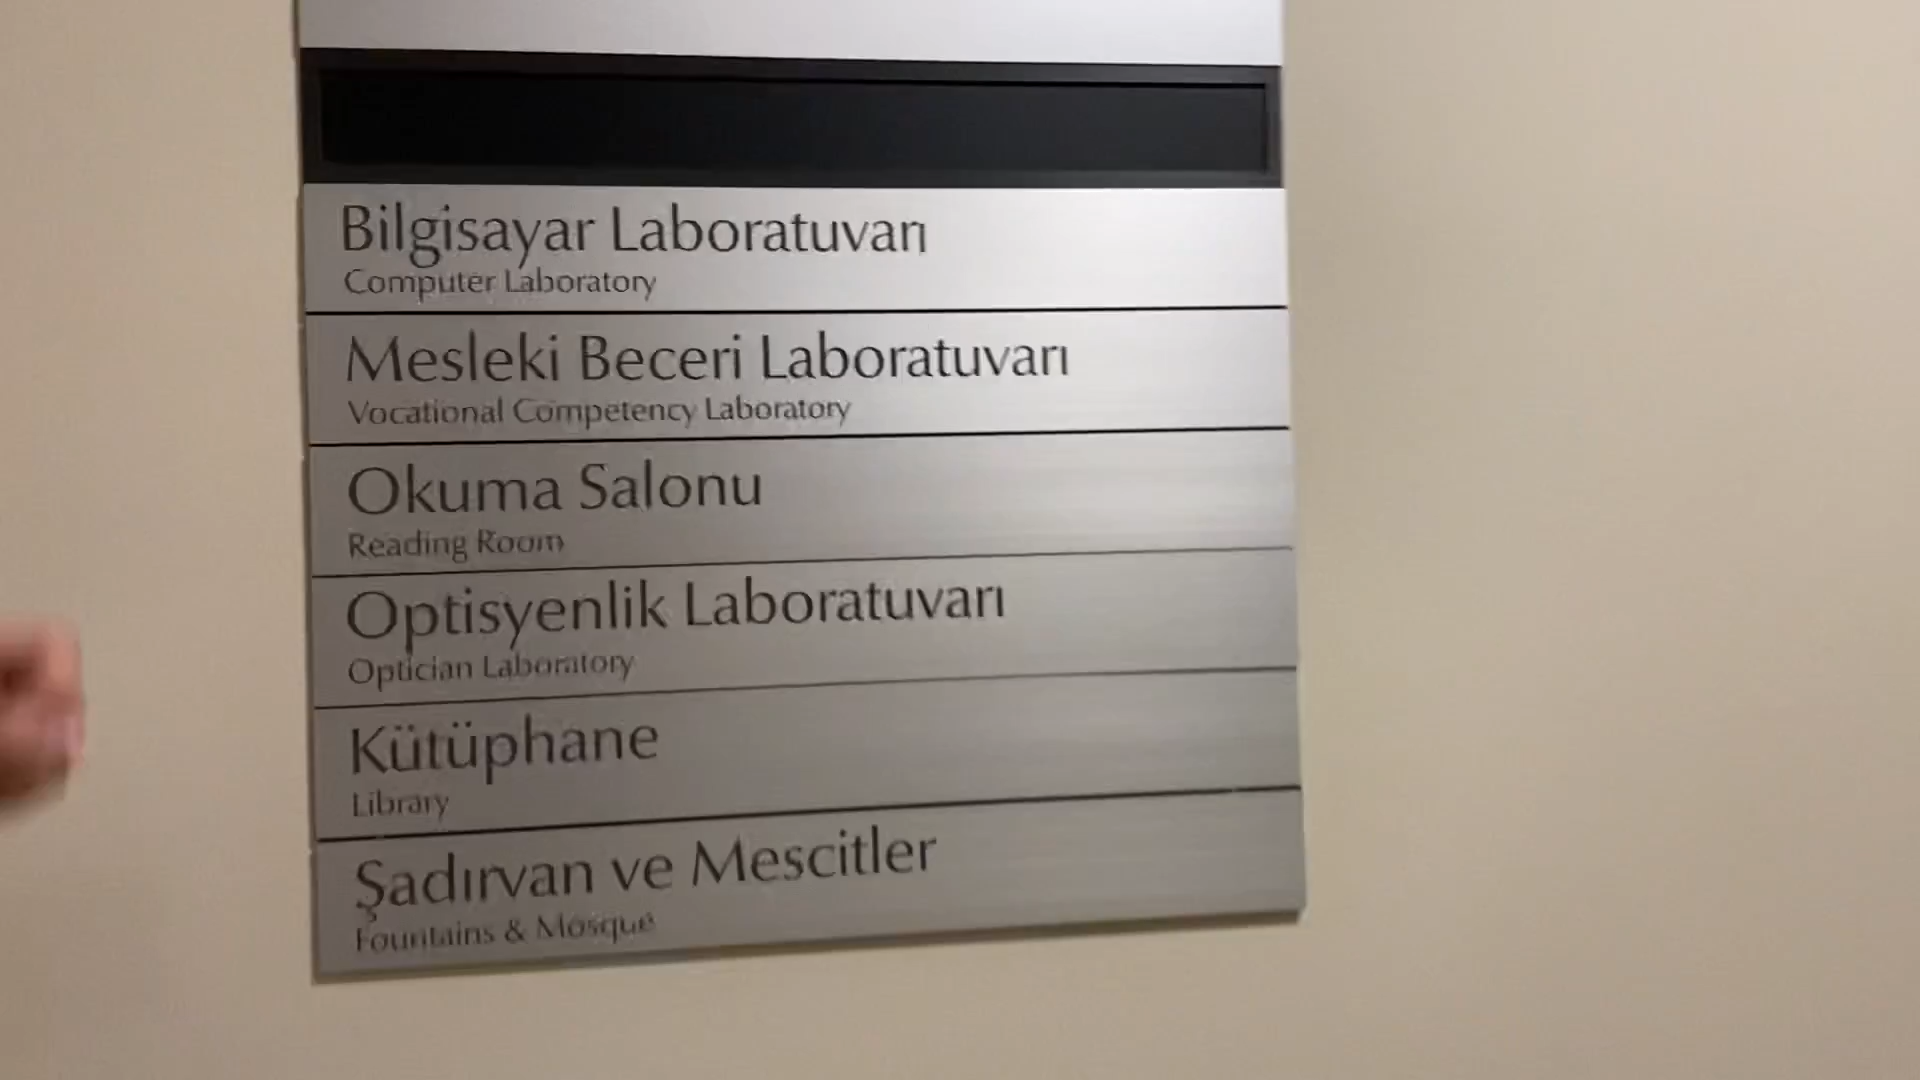 Bilgisayar Laboratuvarı
Computer Laboratory
Mesleki Beceri Laboratuvarı
Vocational Competency Laboratory
Okuma Salonu
Reading Room
Optisyenlik Laboratuvarı
Optician Laboratory
Kütüphane
Library
Şadırvan ve Mescitler
Fountains & Mosque